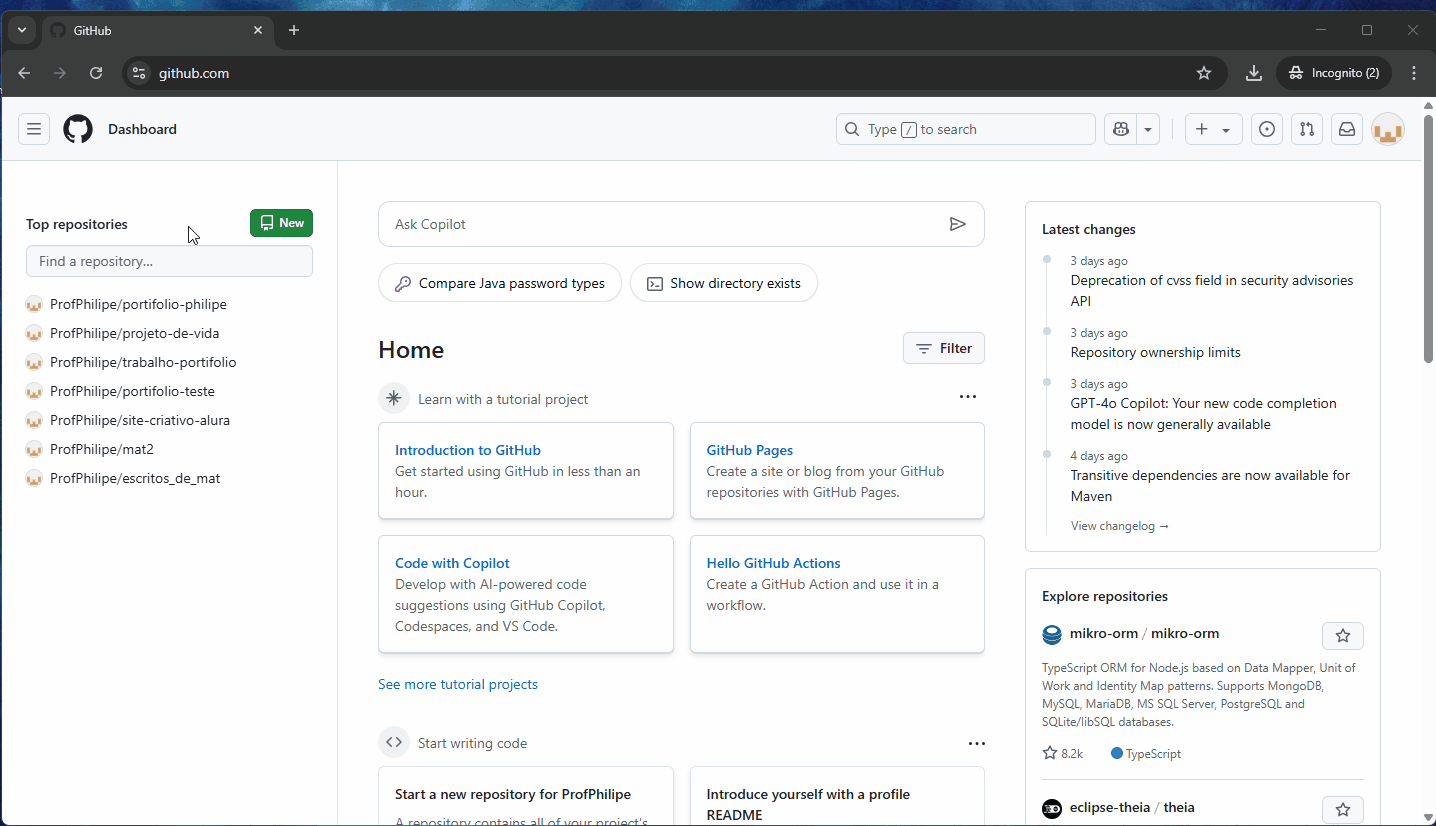 GitHub
github.com
Incognito (2)
Dashboard
Type / to search
Top repositories
New
Find a repository...
ProfPhilipe/portifolio-philipe
ProfPhilipe/projeto-de-vida
ProfPhilipe/trabalho-portifolio
ProfPhilipe/portifolio-teste
ProfPhilipe/site-criativo-alura
ProfPhilipe/mat2
ProfPhilipe/escritos_de_mat
Ask Copilot
Compare Java password types
Show directory exists
Home
Filter
Learn with a tutorial project
Introduction to GitHub
Get started using GitHub in less than an
hour.
GitHub Pages
Create a site or blog from your GitHub
repositories with GitHub Pages.
Code with Copilot
Develop with AI-powered code
suggestions using GitHub Copilot,
Codespaces, and VS Code.
Hello GitHub Actions
Create a GitHub Action and use it in a
workflow.
See more tutorial projects
Start writing code
Start a new repository for ProfPhilipe
A repository contains all of your project's
Introduce yourself with a profile
README
Latest changes
3 days ago
Deprecation of cvss field in security advisories
API
3 days ago
Repository ownership limits
3 days ago
GPT-4o Copilot: Your new code completion
model is now generally available
4 days ago
Transitive dependencies are now available for
Maven
View changelog →
Explore repositories
mikro-orm / mikro-orm
TypeScript ORM for Node.js based on Data Mapper, Unit of
Work and Identity Map patterns. Supports MongoDB,
MySQL, MariaDB, MS SQL Server, PostgreSQL and
SQLite/libSQL databases.
8.2k
TypeScript
eclipse-theia / theia